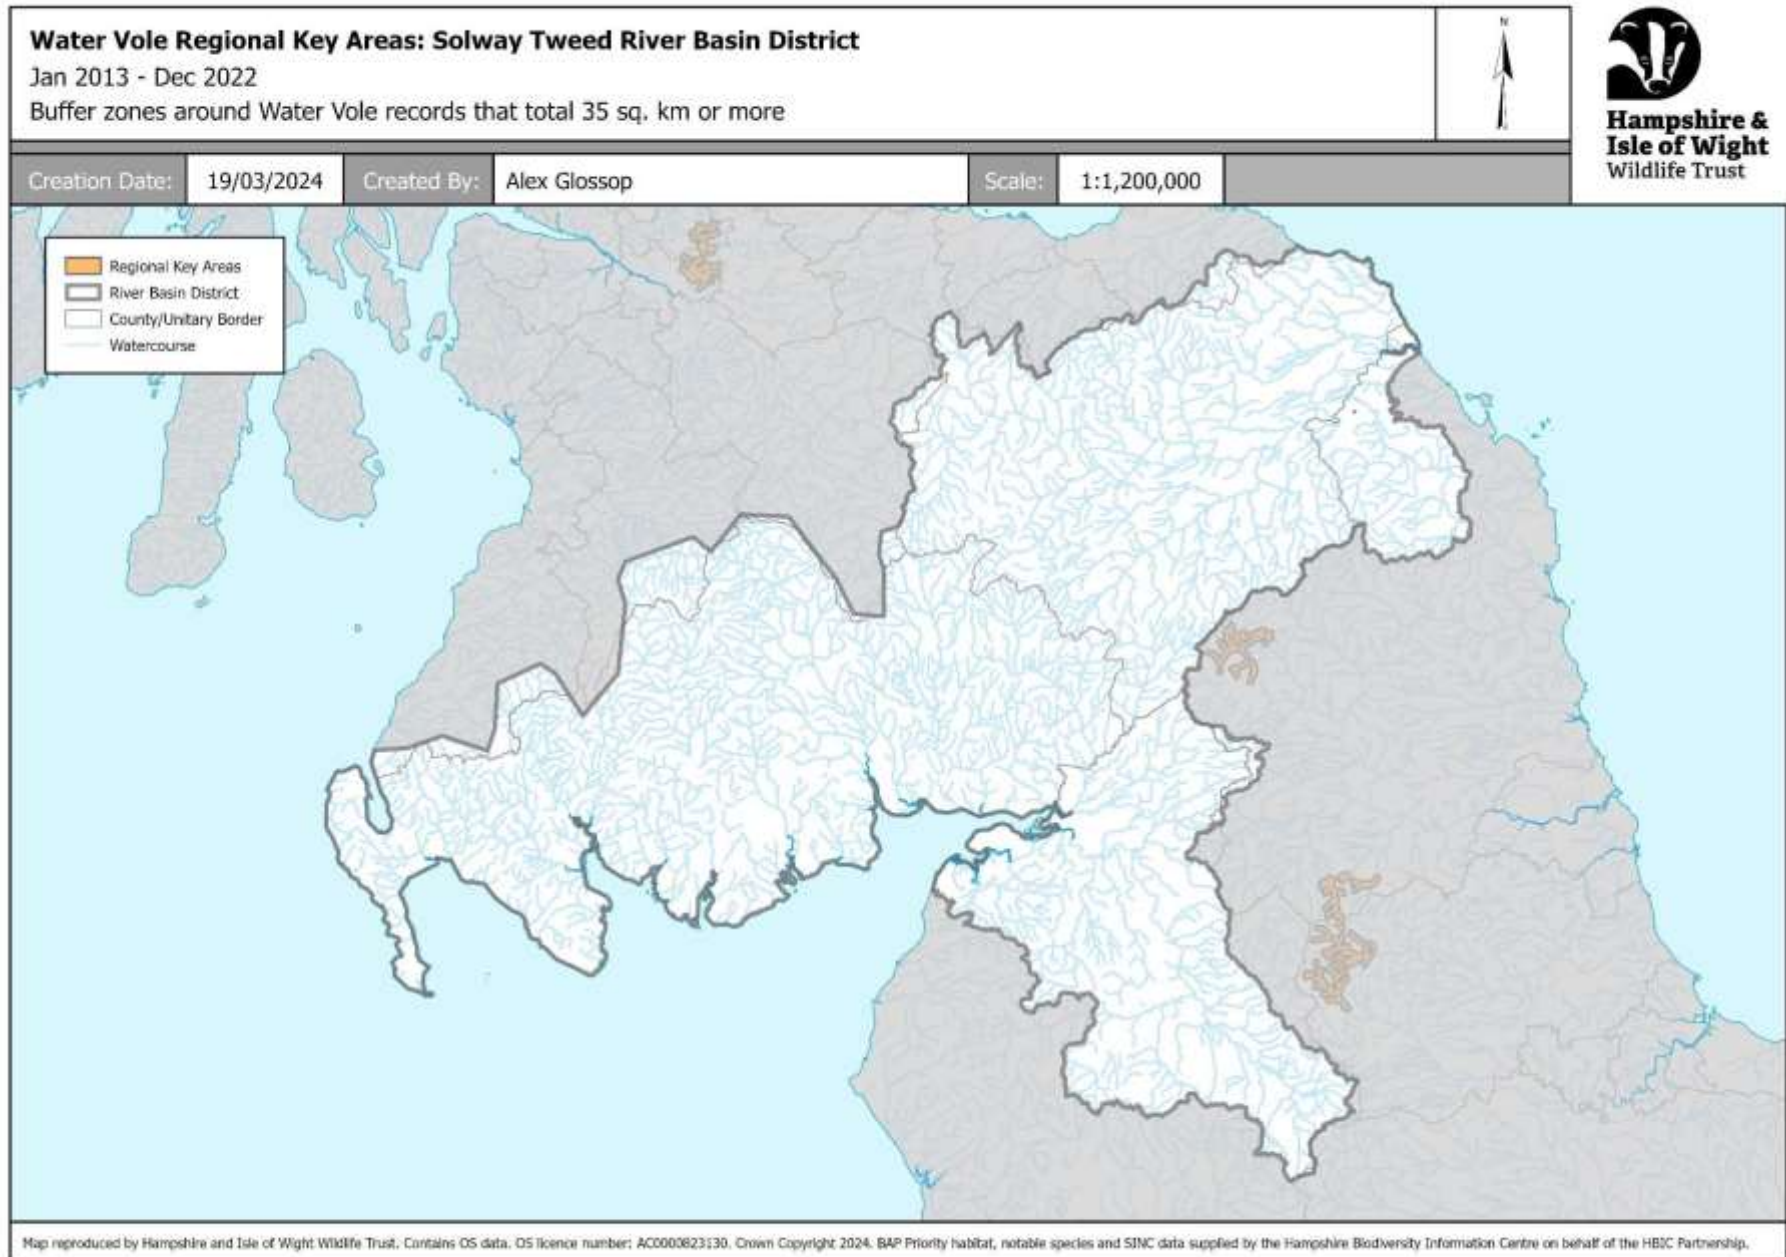 Water Vole Regional Key Areas: Solway Tweed River Basin District
Jan 2013 - Dec 2022
Buffer zones around Water Vole records that total 35 sq. km or more
N
Hampshire &
Isle of Wight
Wildlife Trust
Creation Date: 19/03/2024 Created By: Alex Glossop Scale: 1:1,200,000
Regional Key Areas
River Basin District
County/Unitary Border
Watercourse
Map reproduced by Hampshire and Isle of Wight Wildlife Trust. Contains OS data. OS licence number: AC0000823130. Crown Copyright 2024. BAP Priority habitat, notable species and SINC data supplied by the Hampshire Biodiversity Information Centre on behalf of the HBIC Partnership.